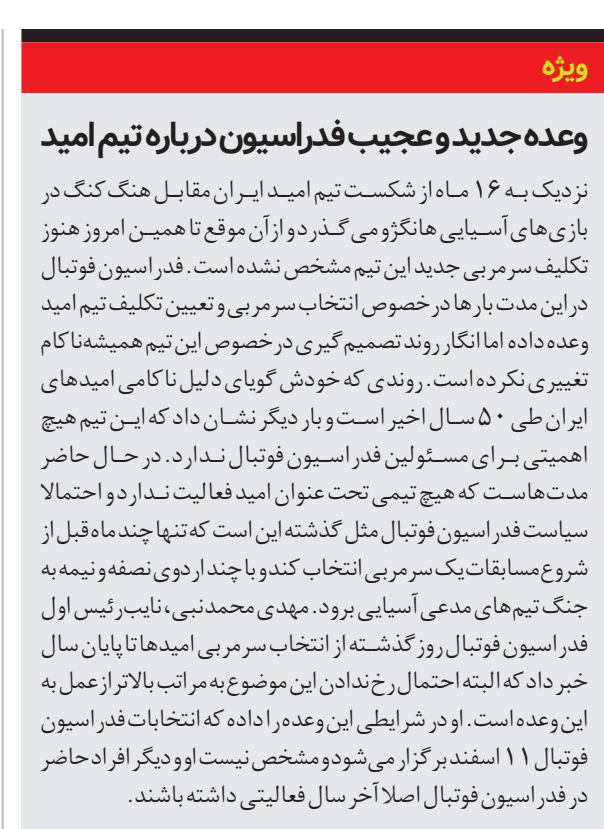 ویژه
وعده جدید و عجیب فدراسیون درباره تیم امید
نزدیک به ۱۶ ماه از شکست تیم امید ایران مقابل هنگ کنگ در
بازی‌های آسیایی هانگژو می گذرد و از آن موقع تا همین امروز هنوز
تکلیف سرمربی جدید این تیم مشخص نشده است. فدراسیون فوتبال
در این مدت بارها در خصوص انتخاب سرمربی و تعیین تکلیف تیم امید
وعده داده اما انگار روند تصمیم گیری در خصوص این تیم همیشه ناکام
تغییری نکرده است. روندی که خودش گویای دلیل ناکامی امیدهای
ایران طی ۵۰ سال اخیر است و بار دیگر نشان داد که این تیم هیچ
اهمیتی برای مسئولین فدراسیون فوتبال ندارد. در حال حاضر
مدت‌هاست که هیچ تیمی تحت عنوان امید فعالیت ندارد و احتمالا
سیاست فدراسیون فوتبال مثل گذشته این است که تنها چند ماه قبل از
شروع مسابقات یک سرمربی انتخاب کند و با چند اردوی نصفه و نیمه به
جنگ تیم‌های مدعی آسیایی برود. مهدی محمدنبی، نایب رئیس اول
فدراسیون فوتبال روز گذشته از انتخاب سرمربی امیدها تا پایان سال
خبر داد که البته احتمال رخ ندادن این موضوع به مراتب بالاتر از عمل به
این وعده است. او در شرایطی این وعده را داده که انتخابات فدراسیون
فوتبال ۱۱ اسفند برگزار می‌شود و مشخص نیست او و دیگر افراد حاضر
در فدراسیون فوتبال اصلا آخر سال فعالیتی داشته باشند.